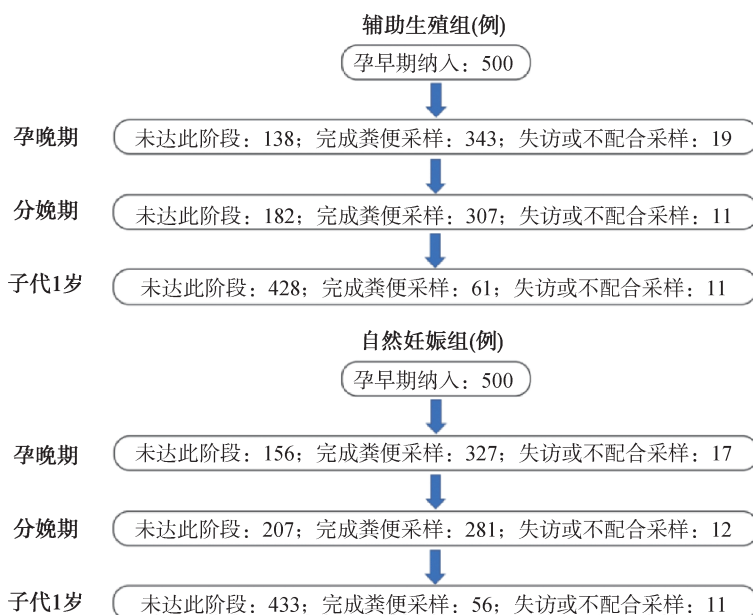 辅助生殖组(例)
孕早期纳入：500
孕晚期 未达此阶段：138；完成粪便采样：343；失访或不配合采样：19
分娩期 未达此阶段：182；完成粪便采样：307；失访或不配合采样：11
子代1岁 未达此阶段：428；完成粪便采样：61；失访或不配合采样：11
自然妊娠组(例)
孕早期纳入：500
孕晚期 未达此阶段：156；完成粪便采样：327；失访或不配合采样：17
分娩期 未达此阶段：207；完成粪便采样：281；失访或不配合采样：12
子代1岁 未达此阶段：433；完成粪便采样：56；失访或不配合采样：11